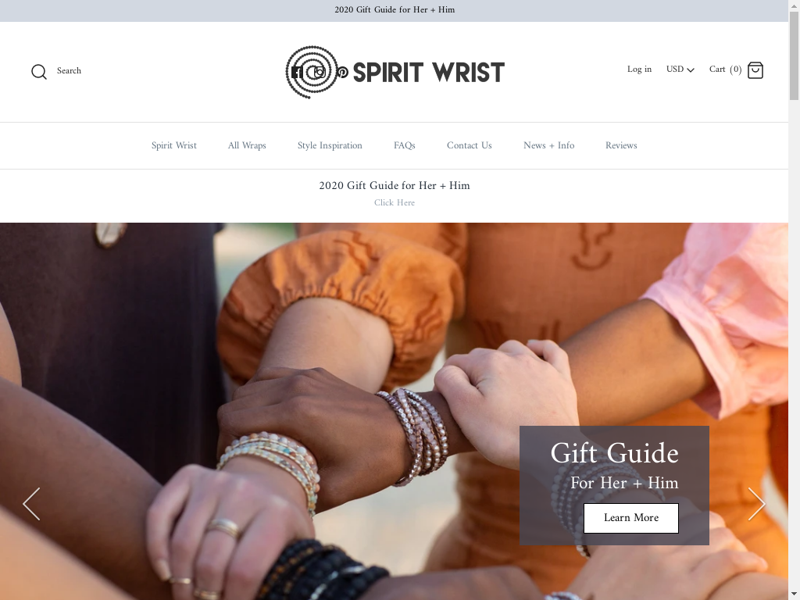 2020 Gift Guide for Her + Him
Search
SPIRIT WRIST
Log in
USD
Cart (0)
Spirit Wrist
All Wraps
Style Inspiration
FAQs
Contact Us
News + Info
Reviews
2020 Gift Guide for Her + Him
Click Here
Gift Guide
For Her + Him
Learn More